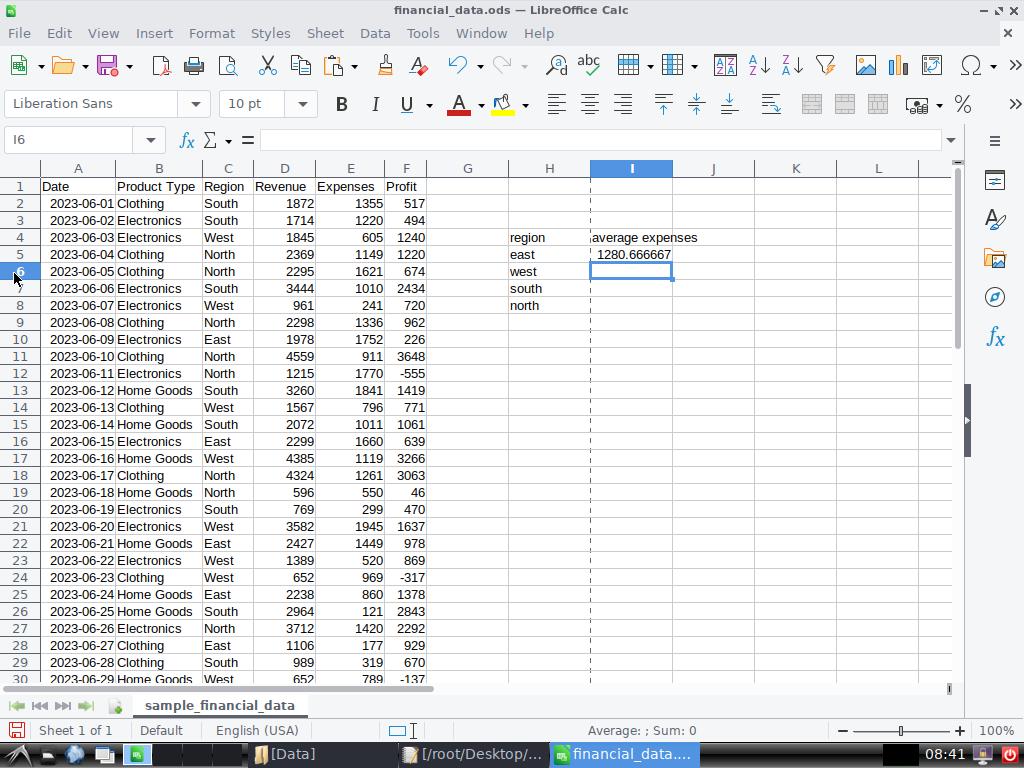 financial_data.ods — LibreOffice Calc
File Edit View Insert Format Styles Sheet Data Tools Window Help
Liberation Sans 10 pt B I U A %
I6
A B C D E F G H I J K L
1 Date Product Type Region Revenue Expenses Profit
2 2023-06-01 Clothing South 1872 1355 517
3 2023-06-02 Electronics South 1714 1220 494
4 2023-06-03 Electronics West 1845 605 1240 region average expenses
5 2023-06-04 Clothing North 2369 1149 1220 east 1280.666667
6 2023-06-05 Clothing North 2295 1621 674 west
7 2023-06-06 Electronics South 3444 1010 2434 south
8 2023-06-07 Electronics West 961 241 720 north
9 2023-06-08 Clothing North 2298 1336 962
10 2023-06-09 Electronics East 1978 1752 226
11 2023-06-10 Clothing North 4559 911 3648
12 2023-06-11 Electronics North 1215 1770 -555
13 2023-06-12 Home Goods South 3260 1841 1419
14 2023-06-13 Clothing West 1567 796 771
15 2023-06-14 Home Goods South 2072 1011 1061
16 2023-06-15 Electronics East 2299 1660 639
17 2023-06-16 Home Goods West 4385 1119 3266
18 2023-06-17 Clothing North 4324 1261 3063
19 2023-06-18 Home Goods North 596 550 46
20 2023-06-19 Electronics South 769 299 470
21 2023-06-20 Electronics West 3582 1945 1637
22 2023-06-21 Home Goods East 2427 1449 978
23 2023-06-22 Electronics West 1389 520 869
24 2023-06-23 Clothing West 652 969 -317
25 2023-06-24 Home Goods East 2238 860 1378
26 2023-06-25 Home Goods South 2964 121 2843
27 2023-06-26 Electronics North 3712 1420 2292
28 2023-06-27 Clothing East 1106 177 929
29 2023-06-28 Clothing South 989 319 670
30 2023-06-29 Home Goods West 652 789 -137
sample_financial_data
Sheet 1 of 1 Default English (USA) Average: ; Sum: 0 100%
[Data] [/root/Desktop/... financial_data.... 08:41